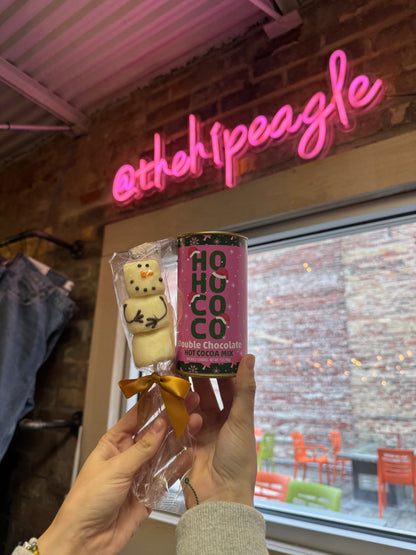 @thehipeagle
HO
HO
CO
CO
Double Chocolate
HOT COCOA MIX